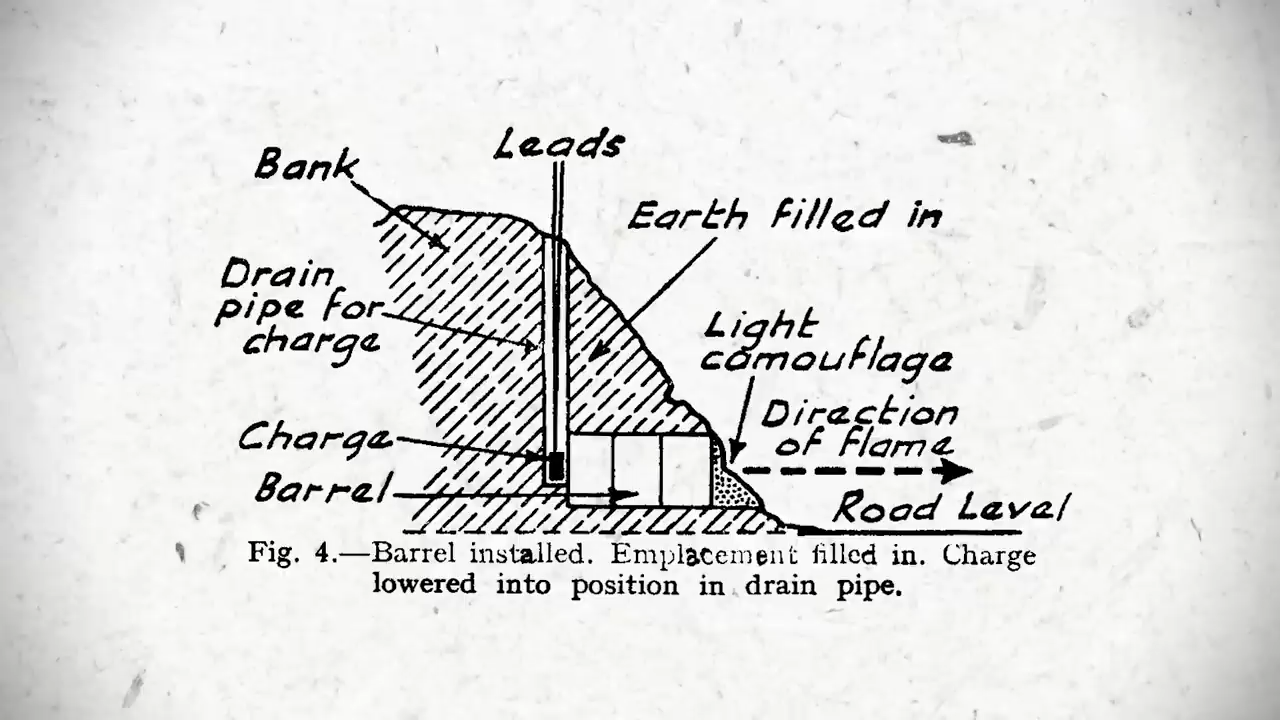 Leads
Bank
Earth filled in
Drain
pipe for
charge
Light
camouflage
Direction
of flame
Charge
Barrel
Road Level
Fig. 4.—Barrel installed. Emplacement filled in. Charge
lowered into position in drain pipe.